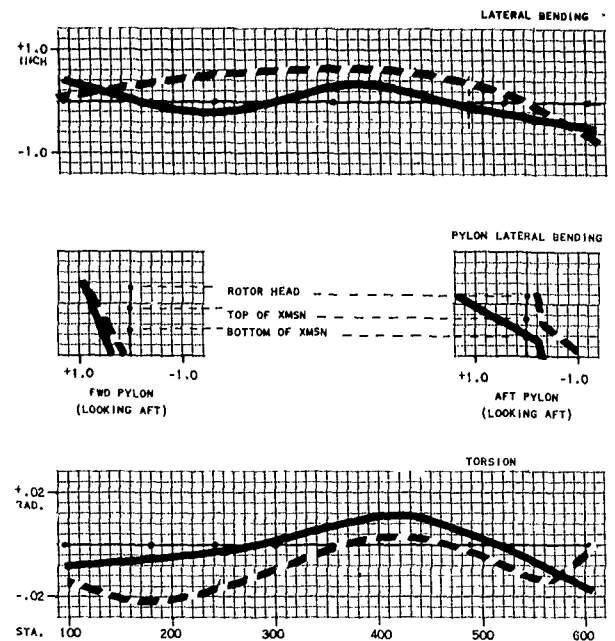 LATERAL BENDING
+1.0
INCH
-1.0
PYLON LATERAL BENDING
ROTOR HEAD
TOP OF XMSN
BOTTOM OF XMSN
+1.0 -1.0
FWD PYLON
(LOOKING AFT)
+1.0 -1.0
AFT PYLON
(LOOKING AFT)
TORSION
+.02
RAD.
-.02
STA. 100 200 300 400 500 600